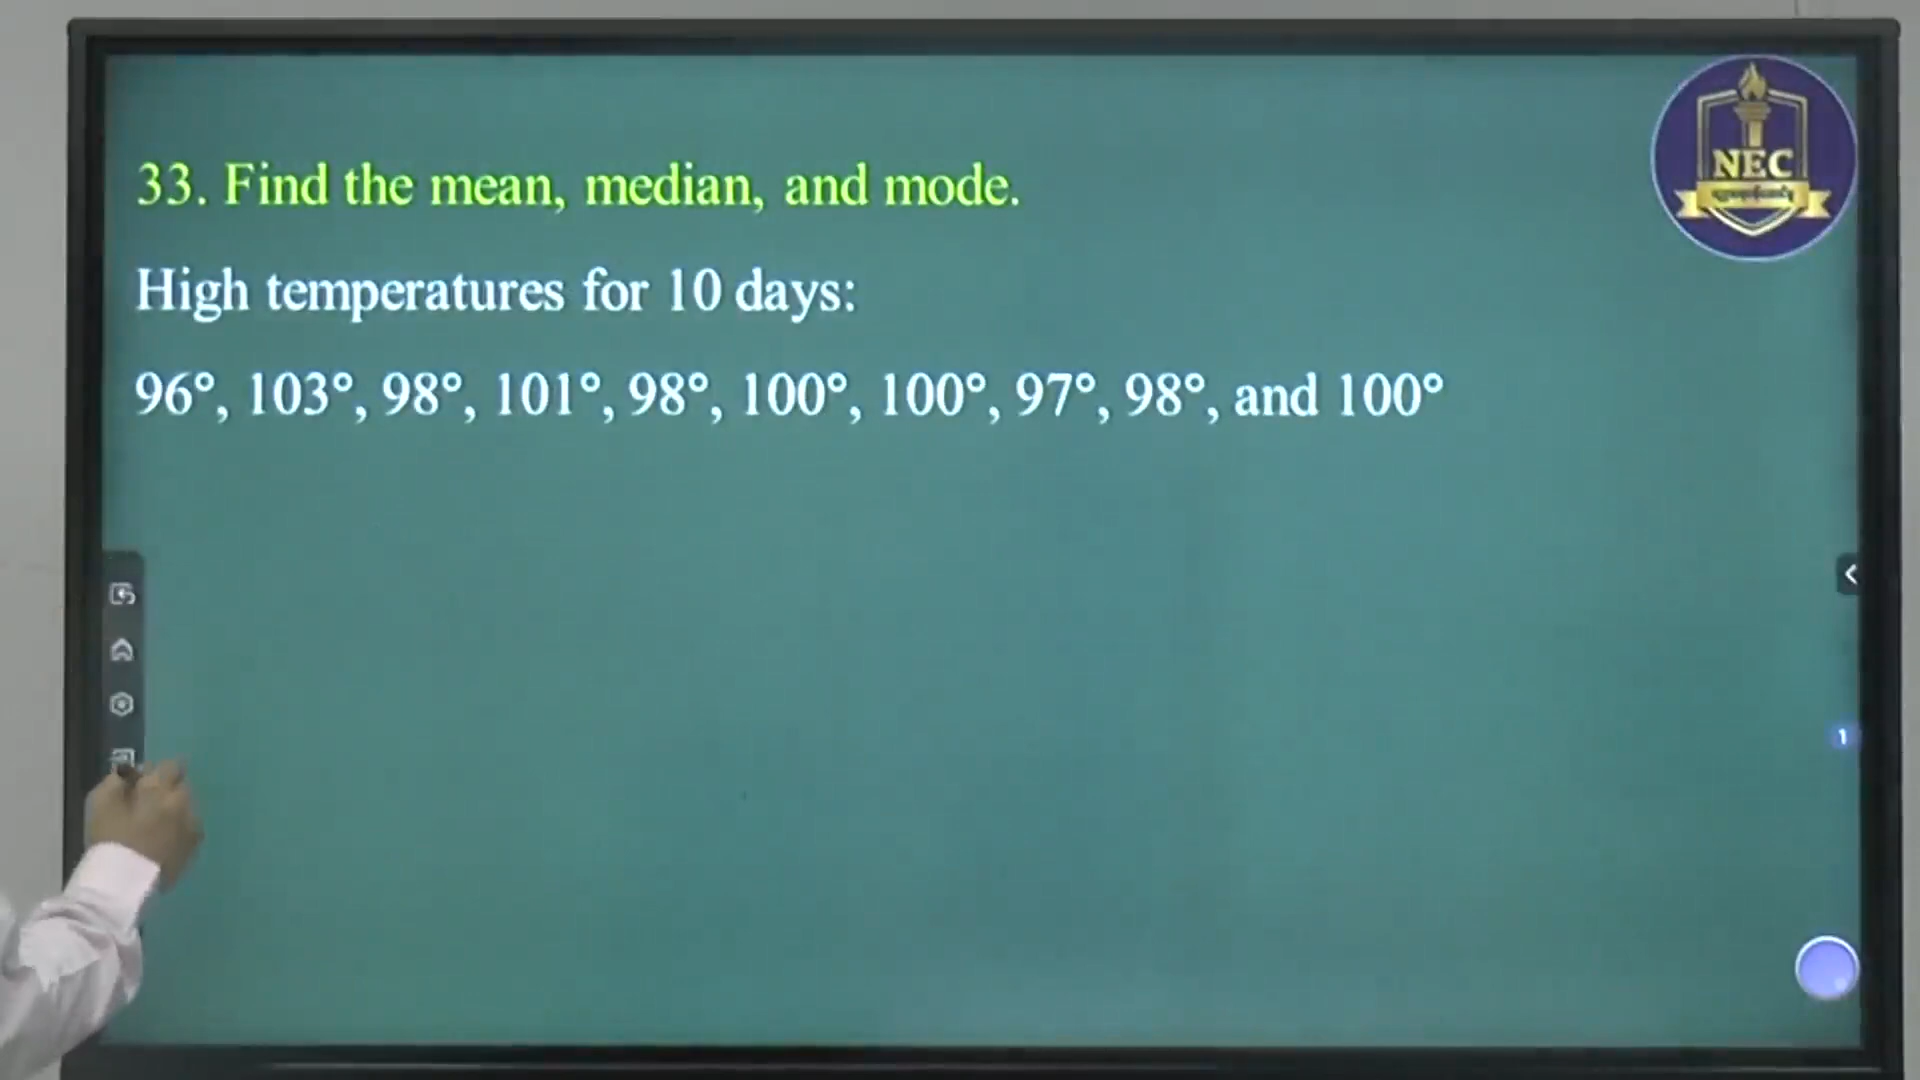 33. Find the mean, median, and mode.
High temperatures for 10 days:
96°, 103°, 98°, 101°, 98°, 100°, 100°, 97°, 98°, and 100°
NEC
1